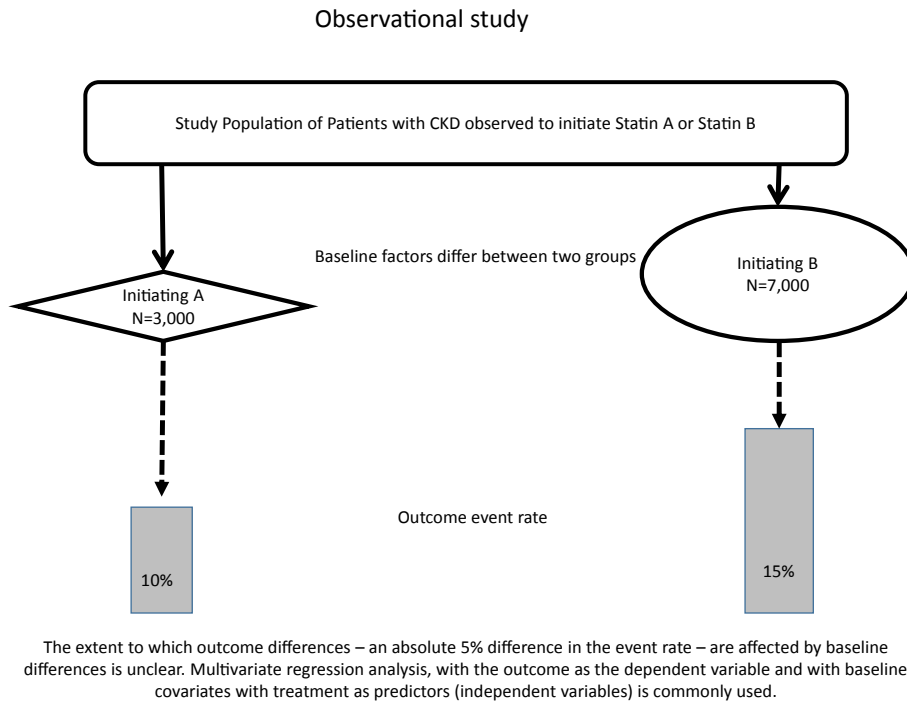 Observational study
Study Population of Patients with CKD observed to initiate Statin A or Statin B
Baseline factors differ between two groups
Initiating A
N=3,000
Initiating B
N=7,000
Outcome event rate
10%
15%
The extent to which outcome differences – an absolute 5% difference in the event rate – are affected by baseline
differences is unclear. Multivariate regression analysis, with the outcome as the dependent variable and with baseline
covariates with treatment as predictors (independent variables) is commonly used.